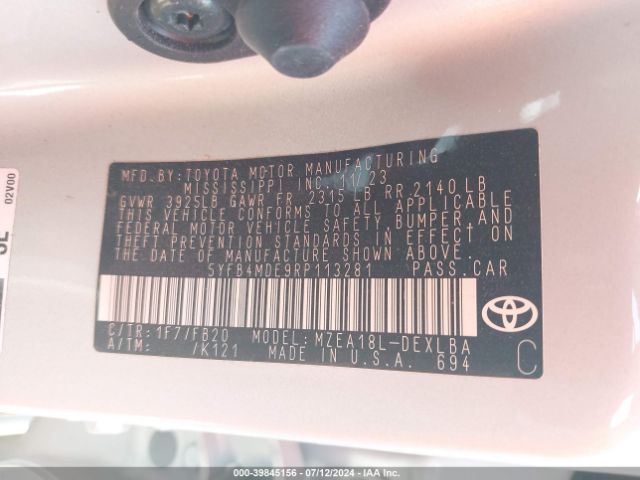 MFD.BY:TOYOTA MOTOR MANUFACTURING
MISSISSIPPI INC. 11/23
GVWR 3925LB GAWR FR 2315 LB RR 2140 LB
THIS VEHICLE CONFORMS TO ALL APPLICABLE
FEDERAL MOTOR VEHICLE SAFETY,BUMPER,AND
THEFT PREVENTION STANDARDS IN EFFECT ON
THE DATE OF MANUFACTURE SHOWN ABOVE.
5YFB4MDE9RP113281 PASS.CAR
C/TR:1F7/FB20 MODEL:MZEA18L-DEXLBA
A/TM: /K121 MADE IN U.S.A. 694
C
02V00
000-39845156 - 07/12/2024 - IAA Inc.